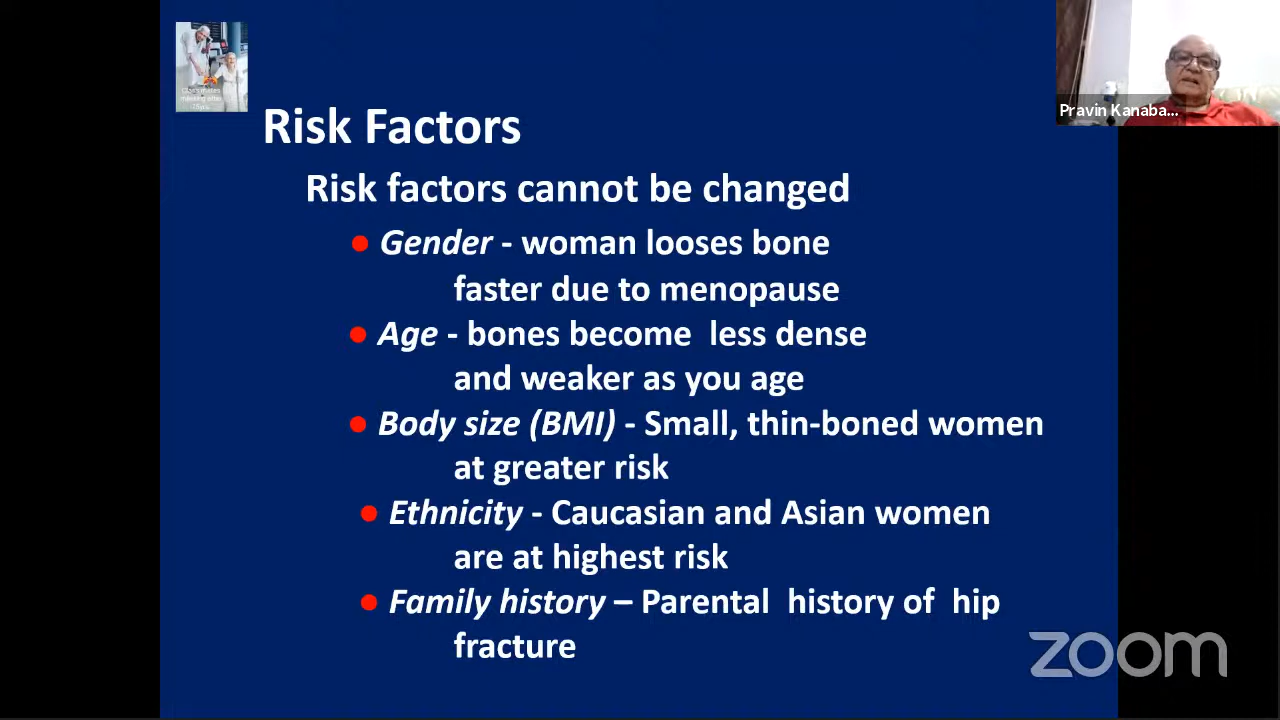 Pravin Kanaba...
Risk Factors
Risk factors cannot be changed
● Gender - woman looses bone
faster due to menopause
● Age - bones become less dense
and weaker as you age
● Body size (BMI) - Small, thin-boned women
at greater risk
● Ethnicity - Caucasian and Asian women
are at highest risk
● Family history – Parental history of hip
fracture
zoom